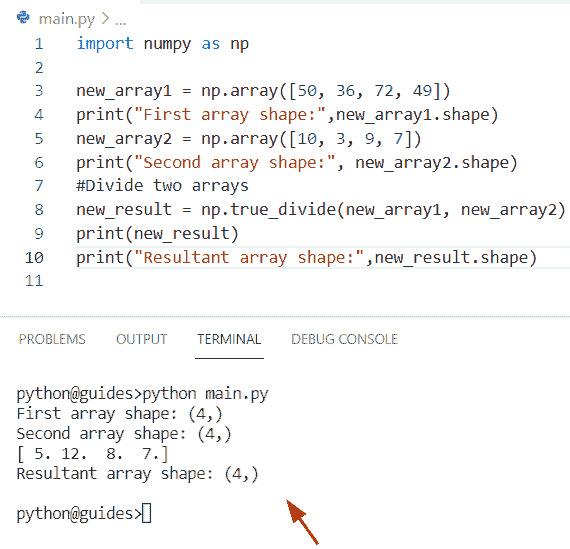 main.py > ...
1 import numpy as np
2
3 new_array1 = np.array([50, 36, 72, 49])
4 print("First array shape:",new_array1.shape)
5 new_array2 = np.array([10, 3, 9, 7])
6 print("Second array shape:", new_array2.shape)
7 #Divide two arrays
8 new_result = np.true_divide(new_array1, new_array2)
9 print(new_result)
10 print("Resultant array shape:",new_result.shape)
11
PROBLEMS OUTPUT TERMINAL DEBUG CONSOLE
python@guides>python main.py
First array shape: (4,)
Second array shape: (4,)
[ 5. 12.  8.  7.]
Resultant array shape: (4,)
python@guides>